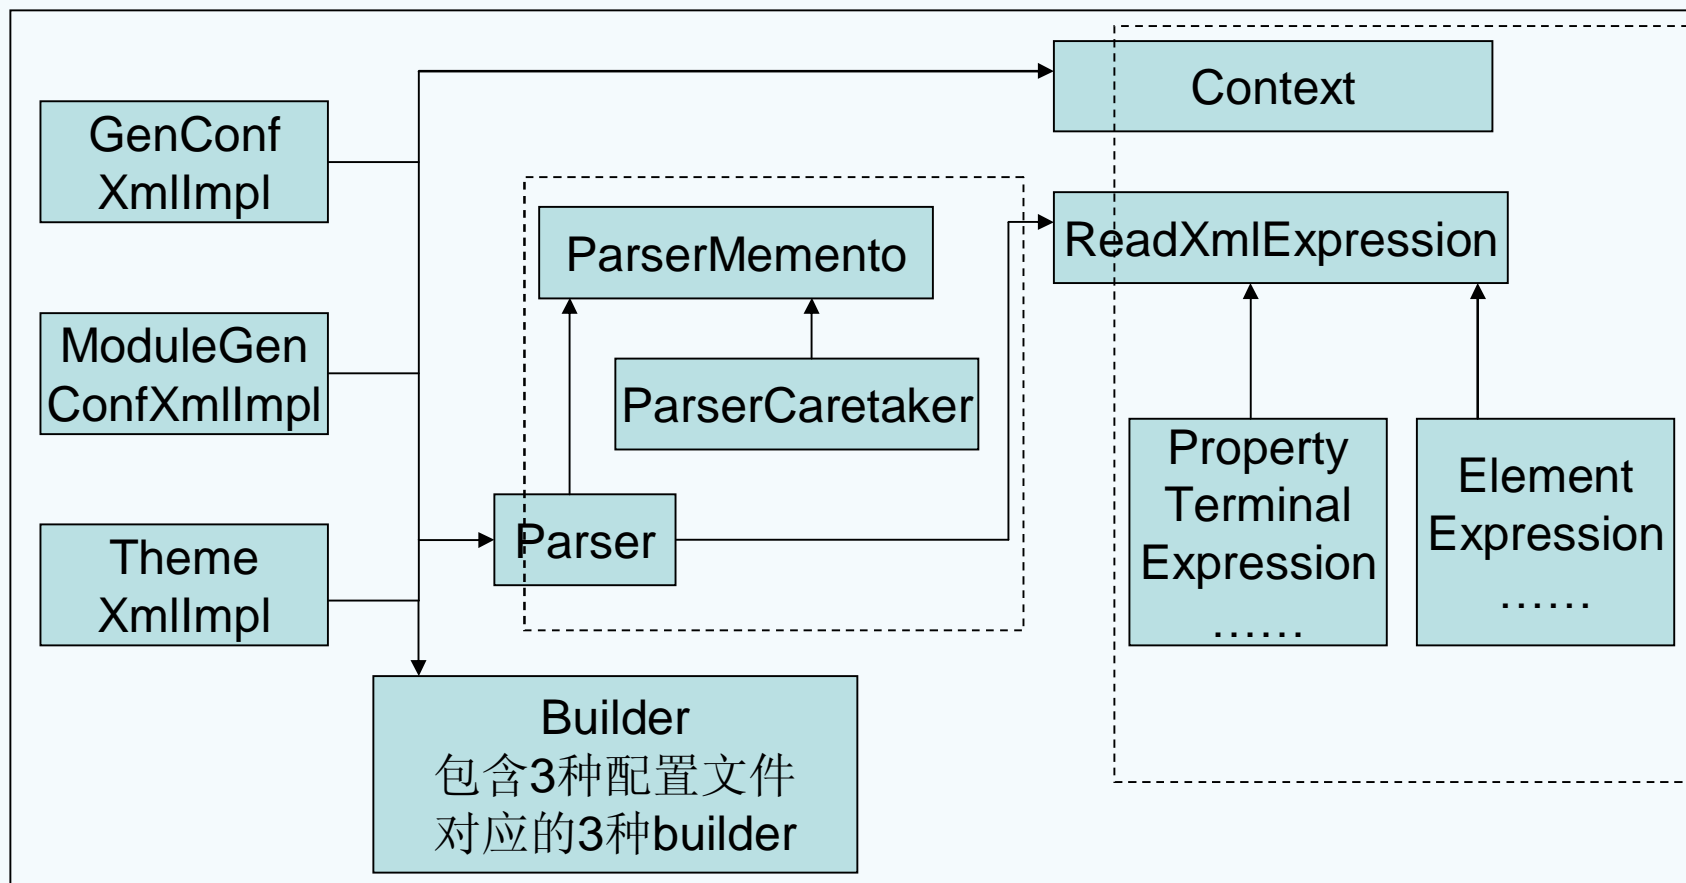 Context
GenConf
XmlImpl
ReadXmlExpression
ParserMemento
ModuleGen
ConfXmlImpl
ParserCaretaker
Property
Terminal
Expression
......
Element
Expression
......
Parser
Theme
XmlImpl
Builder
包含3种配置文件
对应的3种builder